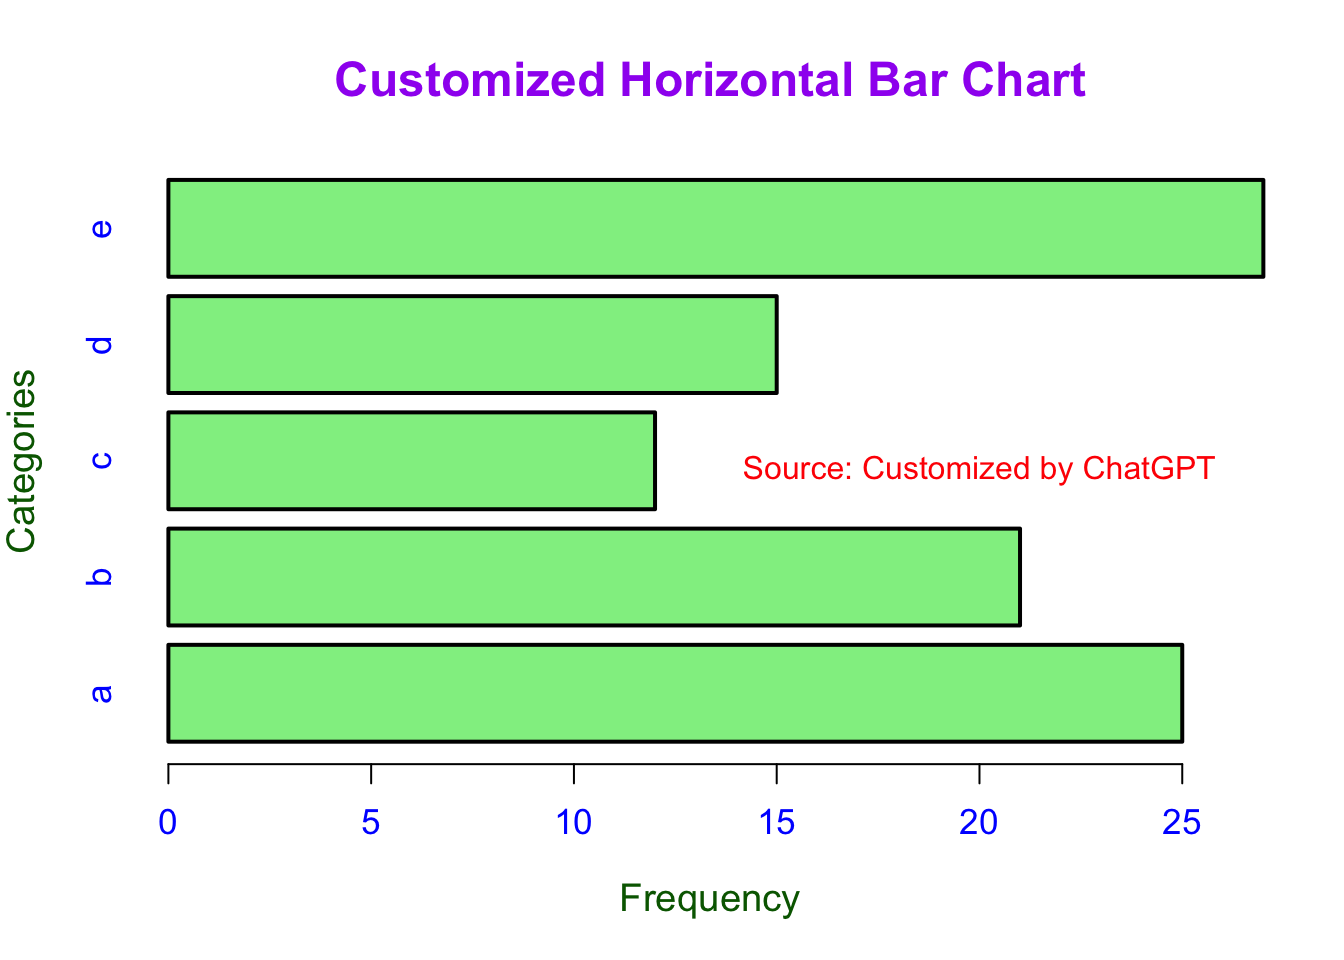 Customized Horizontal Bar Chart
e
d
c
b
a
Categories
Source: Customized by ChatGPT
0 5 10 15 20 25
Frequency